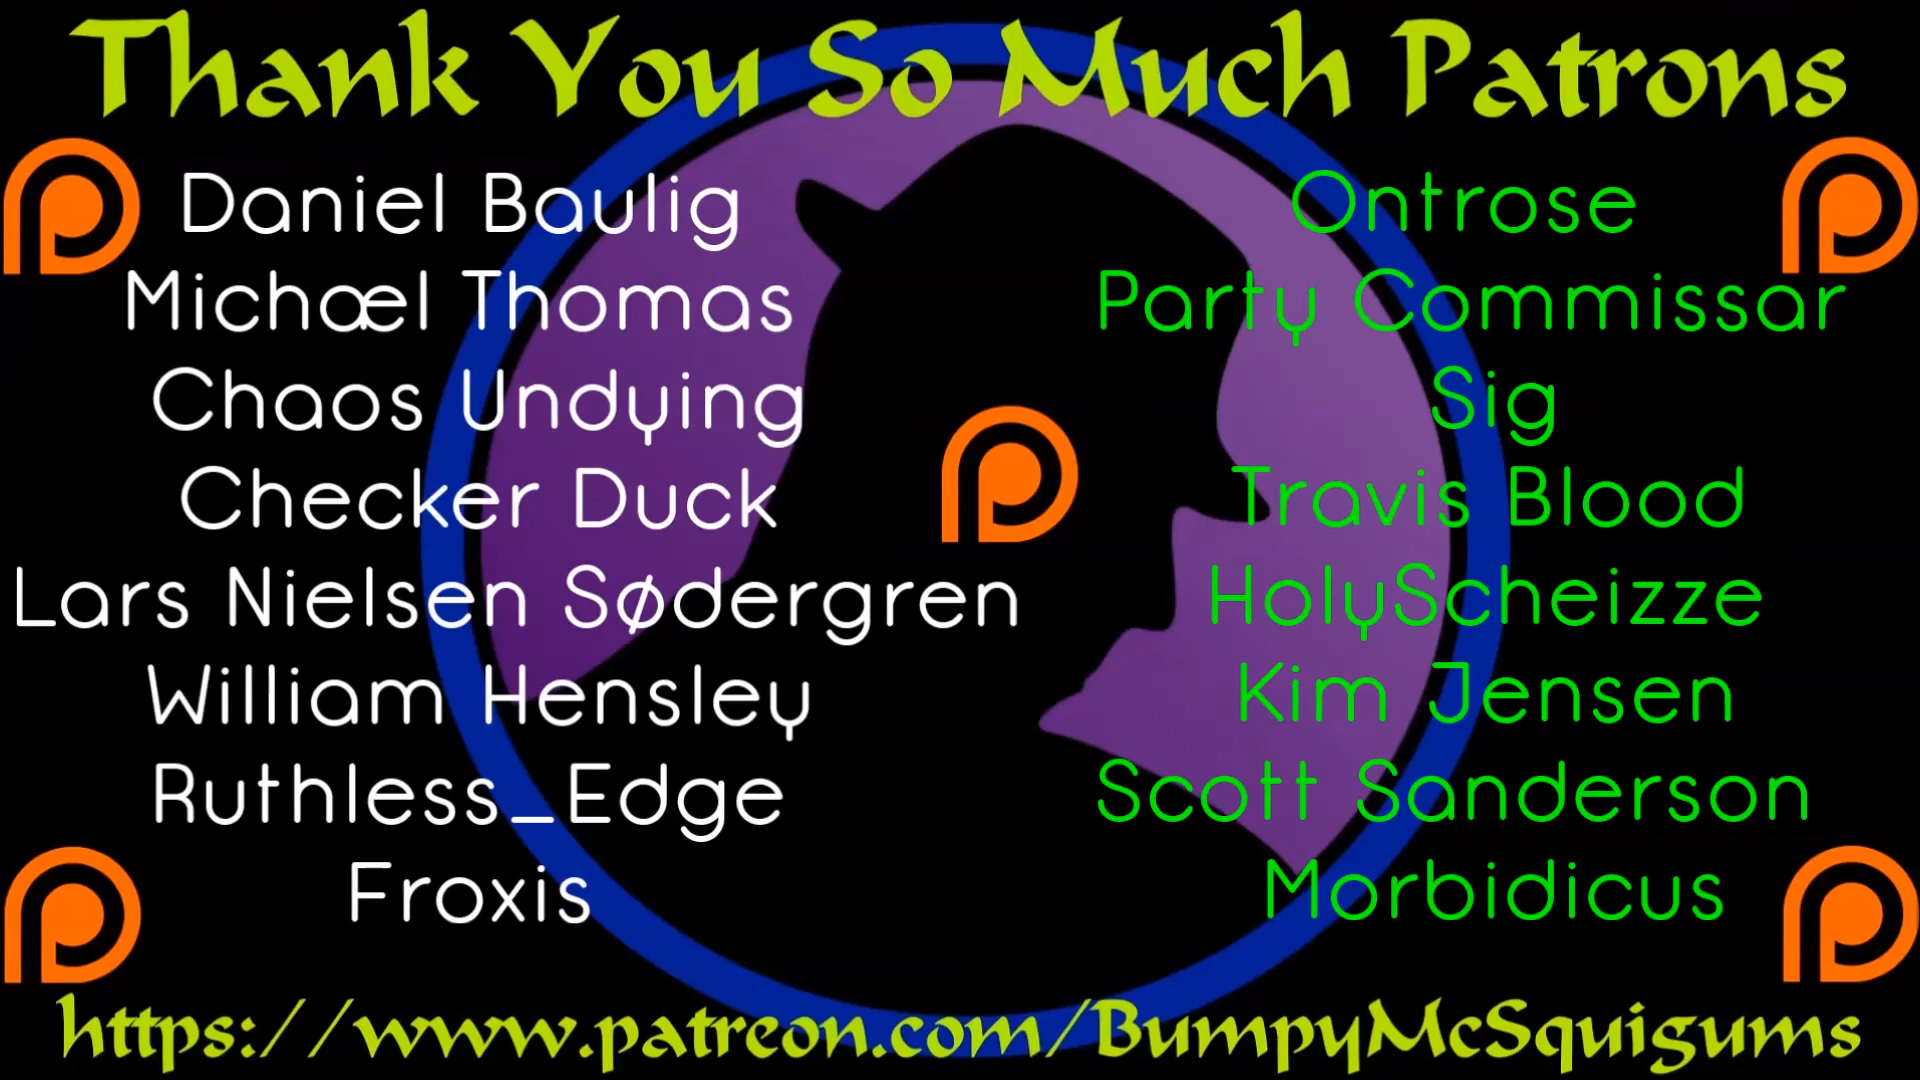 Thank You So Much Patrons
Daniel Baulig
Michæl Thomas
Chaos Undying
Checker Duck
Lars Nielsen Sødergren
William Hensley
Ruthless_Edge
Froxis
Ontrose
Party Commissar
Sig
Travis Blood
HolyScheizze
Kim Jensen
Scott Sanderson
Morbidicus
https://www.patreon.com/BumpyMcSquigums